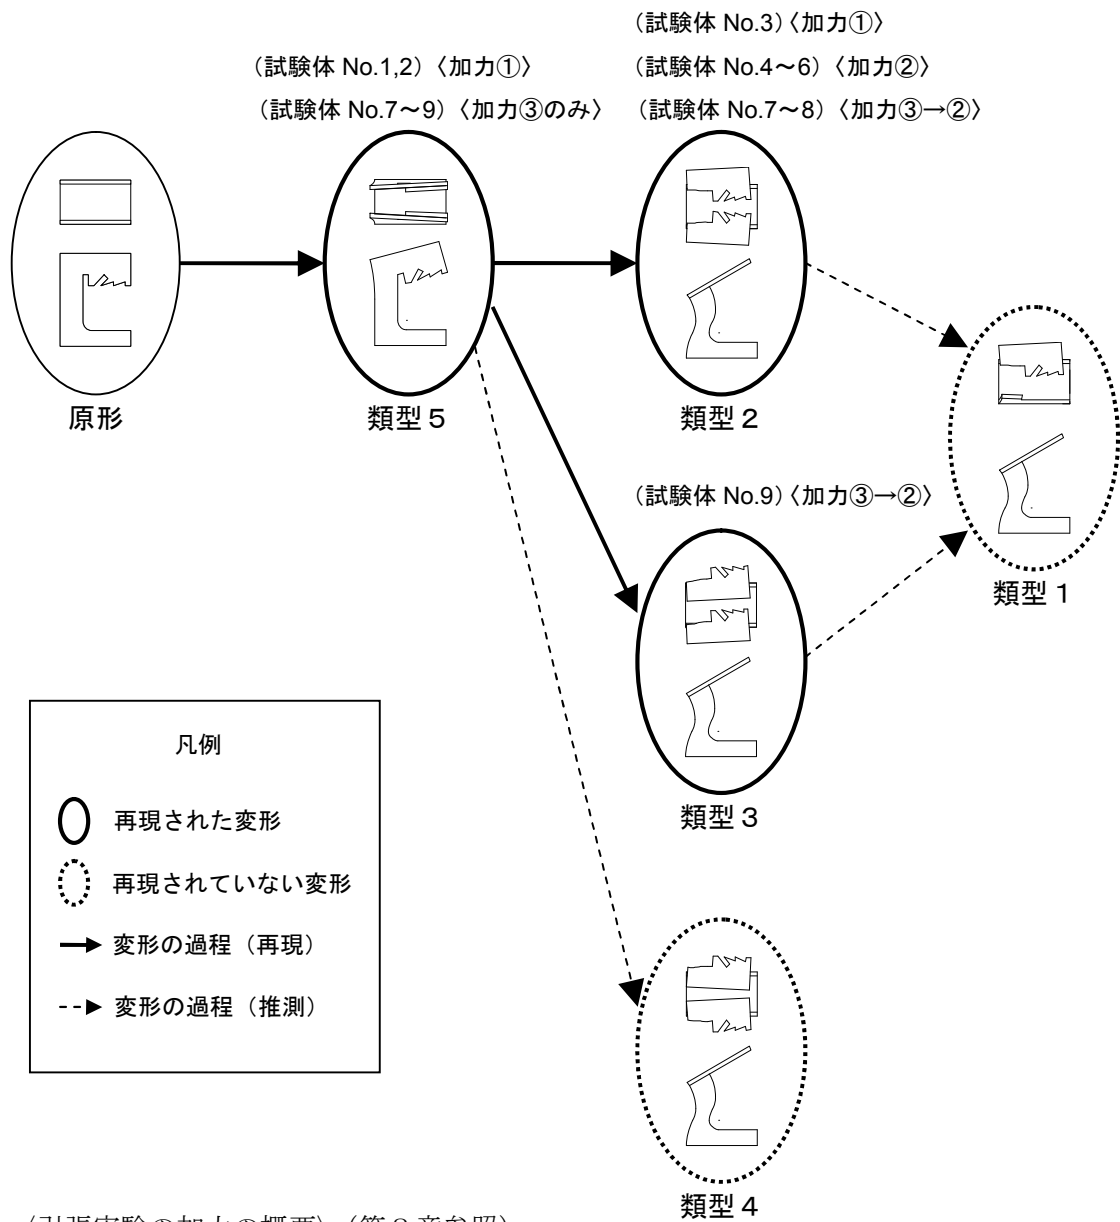 （試験体 No.3）〈加力①〉
（試験体 No.1,2）〈加力①〉
（試験体 No.4～6）〈加力②〉
（試験体 No.7～9）〈加力③のみ〉
（試験体 No.7～8）〈加力③→②〉
原形
類型５
類型２
（試験体 No.9）〈加力③→②〉
類型１
類型３
凡例
再現された変形
再現されていない変形
変形の過程（再現）
変形の過程（推測）
類型４